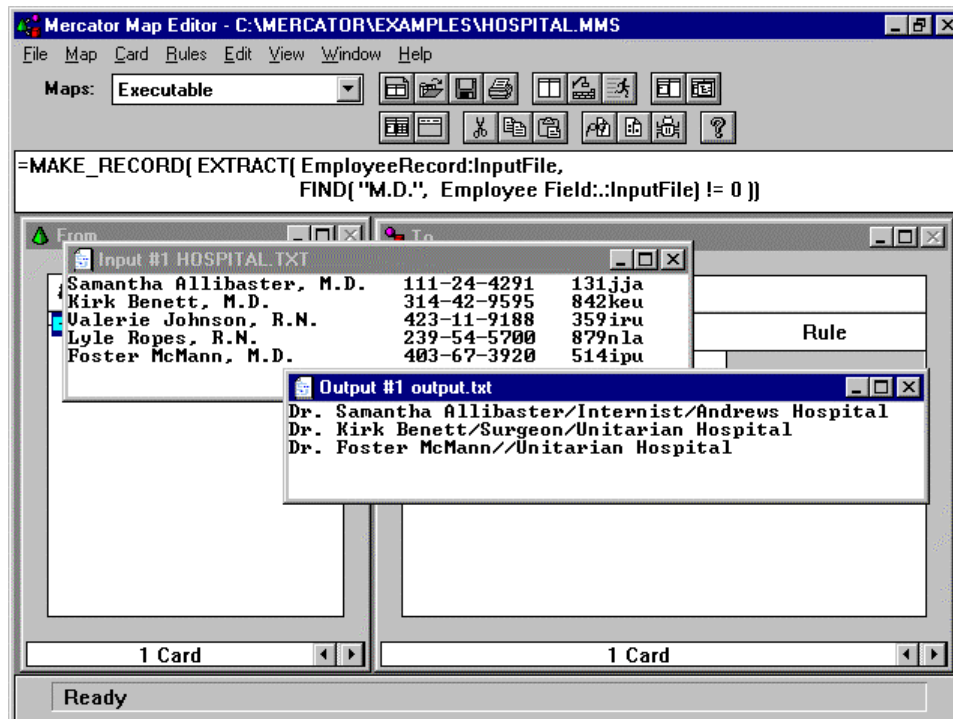 Mercator Map Editor - C:\MERCATOR\EXAMPLES\HOSPITAL.MMS
File Map Card Rules Edit View Window Help
Maps: Executable
=MAKE_RECORD( EXTRACT( EmployeeRecord:InputFile,
FIND( "M.D.", Employee Field:.:InputFile) != 0 ))
From
To
Input #1 HOSPITAL.TXT
Samantha Allibaster, M.D. 111-24-4291 131jja
Kirk Benett, M.D. 314-42-9595 842keu
Valerie Johnson, R.N. 423-11-9188 359iru
Lyle Ropes, R.N. 239-54-5700 879nla
Foster McMann, M.D. 403-67-3920 514ipu
Rule
Output #1 output.txt
Dr. Samantha Allibaster/Internist/Andrews Hospital
Dr. Kirk Benett/Surgeon/Unitarian Hospital
Dr. Foster McMann//Unitarian Hospital
1 Card
1 Card
Ready